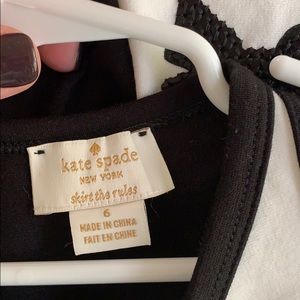 kate spade
NEW YORK
skirt the rules
6
MADE IN CHINA
FAIT EN CHINE